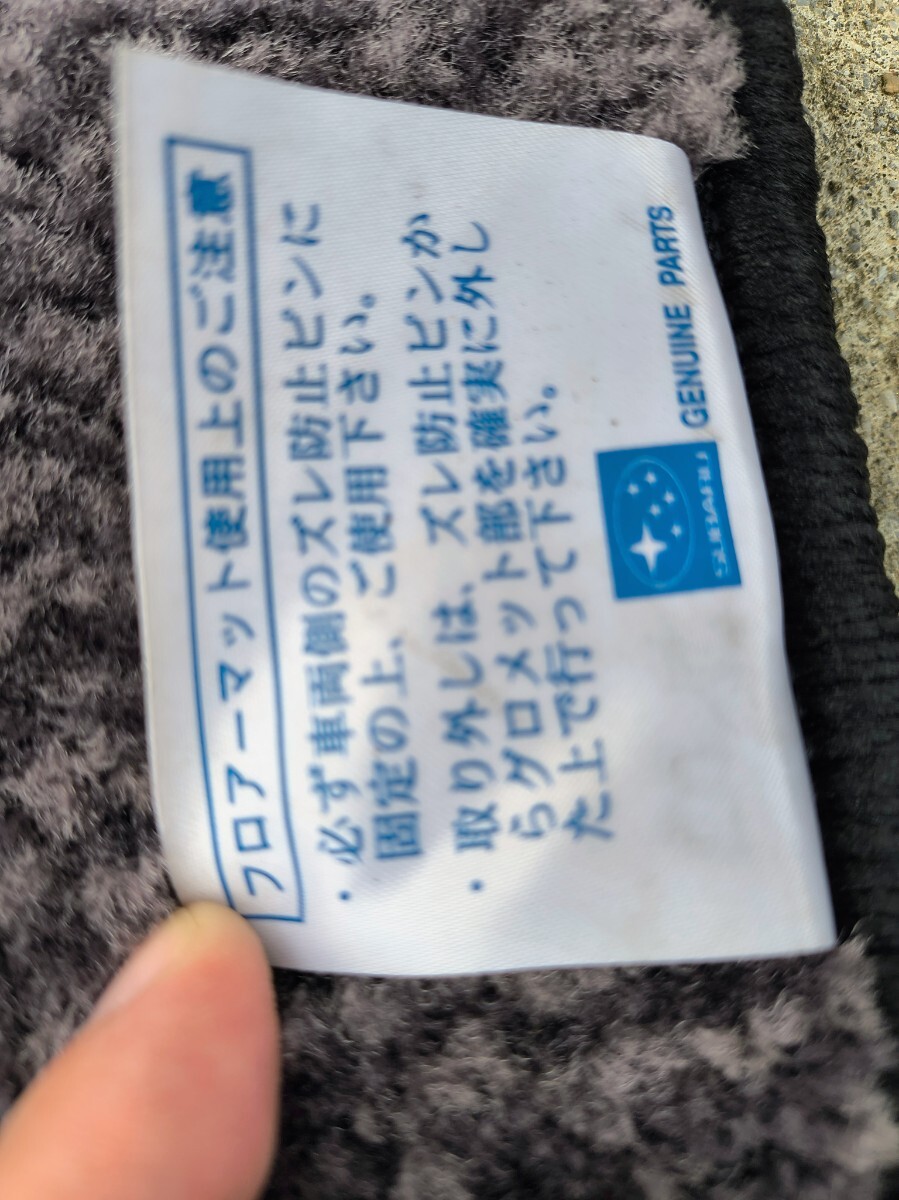 フロアーマット使用上のご注意
・必ず車両側のズレ防止ピンに
固定の上、ご使用下さい。
・取り外しは、ズレ防止ピンか
らグロメット部を確実に外し
た上で行って下さい。
SUBARU GENUINE PARTS